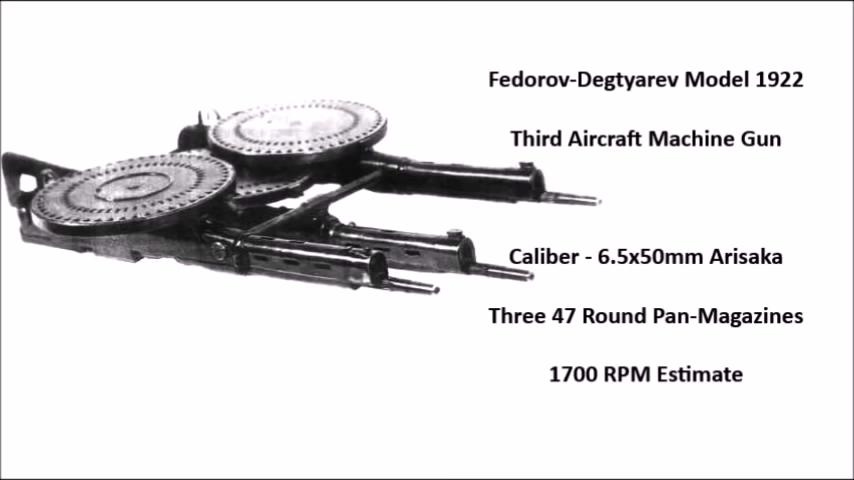 Fedorov-Degtyarev Model 1922
Third Aircraft Machine Gun
Caliber - 6.5x50mm Arisaka
Three 47 Round Pan-Magazines
1700 RPM Estimate